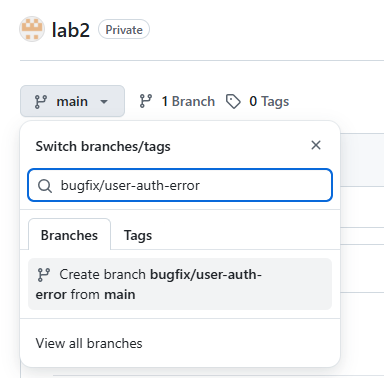 lab2 Private
main 1 Branch 0 Tags
Switch branches/tags
bugfix/user-auth-error
Branches Tags
Create branch bugfix/user-auth-
error from main
View all branches